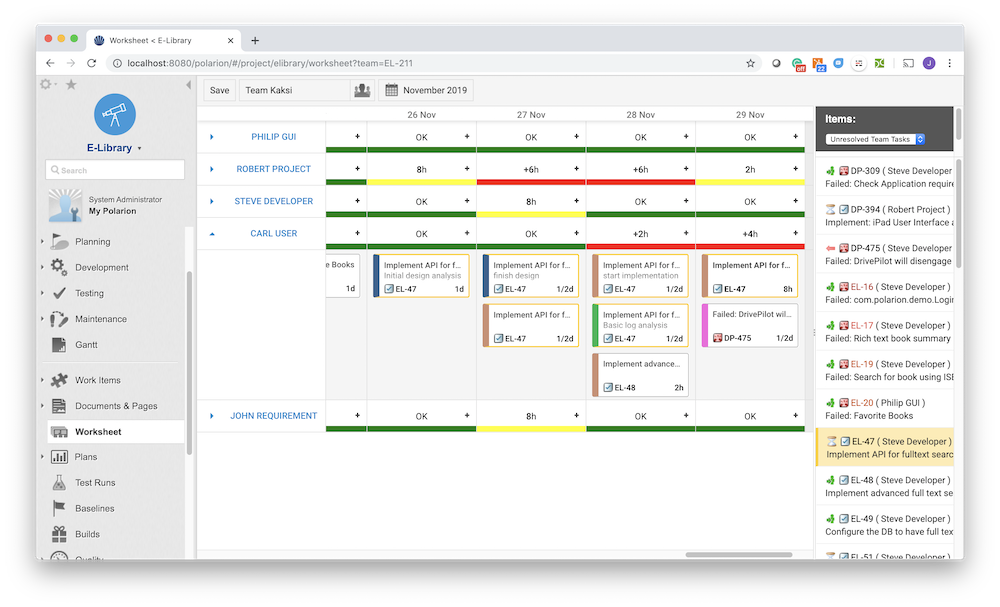 Worksheet < E-Library
localhost:8080/polarion/#/project/elibrary/worksheet?team=EL-211
off
22
J
E-Library
Search
System Administrator
My Polarion
Planning
Development
Testing
Maintenance
Gantt
Work Items
Documents & Pages
Worksheet
Plans
Test Runs
Baselines
Builds
Quality
Save
Team Kaksi
November 2019
26 Nov 27 Nov 28 Nov 29 Nov
PHILIP GUI + OK + OK + OK + OK +
ROBERT PROJECT + 8h + +6h + +6h + 2h +
STEVE DEVELOPER + OK + 8h + OK + OK +
CARL USER + OK + OK + +2h + +4h +
e Books
1d
Implement API for f...
Initial design analysis
EL-47 1d
Implement API for f...
finish design
EL-47 1/2d
Implement API for f...
EL-47 1/2d
Implement API for f...
start implementation
EL-47 1/2d
Implement API for f...
Basic log analysis
EL-47 1/2d
Implement advance...
EL-48 2h
Implement API for f...
EL-47 8h
Failed: DrivePilot wil...
DP-475 1/2d
JOHN REQUIREMENT + OK + 8h + OK + OK +
Items:
Unresolved Team Tasks
DP-309 ( Steve Developer
Failed: Check Application require
DP-394 ( Robert Project )
Implement: iPad User Interface a
DP-475 ( Steve Developer
Failed: DrivePilot will disengage
EL-16 ( Steve Developer )
Failed: com.polarion.demo.Login
EL-17 ( Steve Developer )
Failed: Rich text book summary
EL-19 ( Steve Developer )
Failed: Search for book using ISB
EL-20 ( Philip GUI )
Failed: Favorite Books
EL-47 ( Steve Developer )
Implement API for fulltext searc
EL-48 ( Steve Developer )
Implement advanced full text se
EL-49 ( Steve Developer )
Configure the DB to have full tex
EL-51 ( Steve Developer )